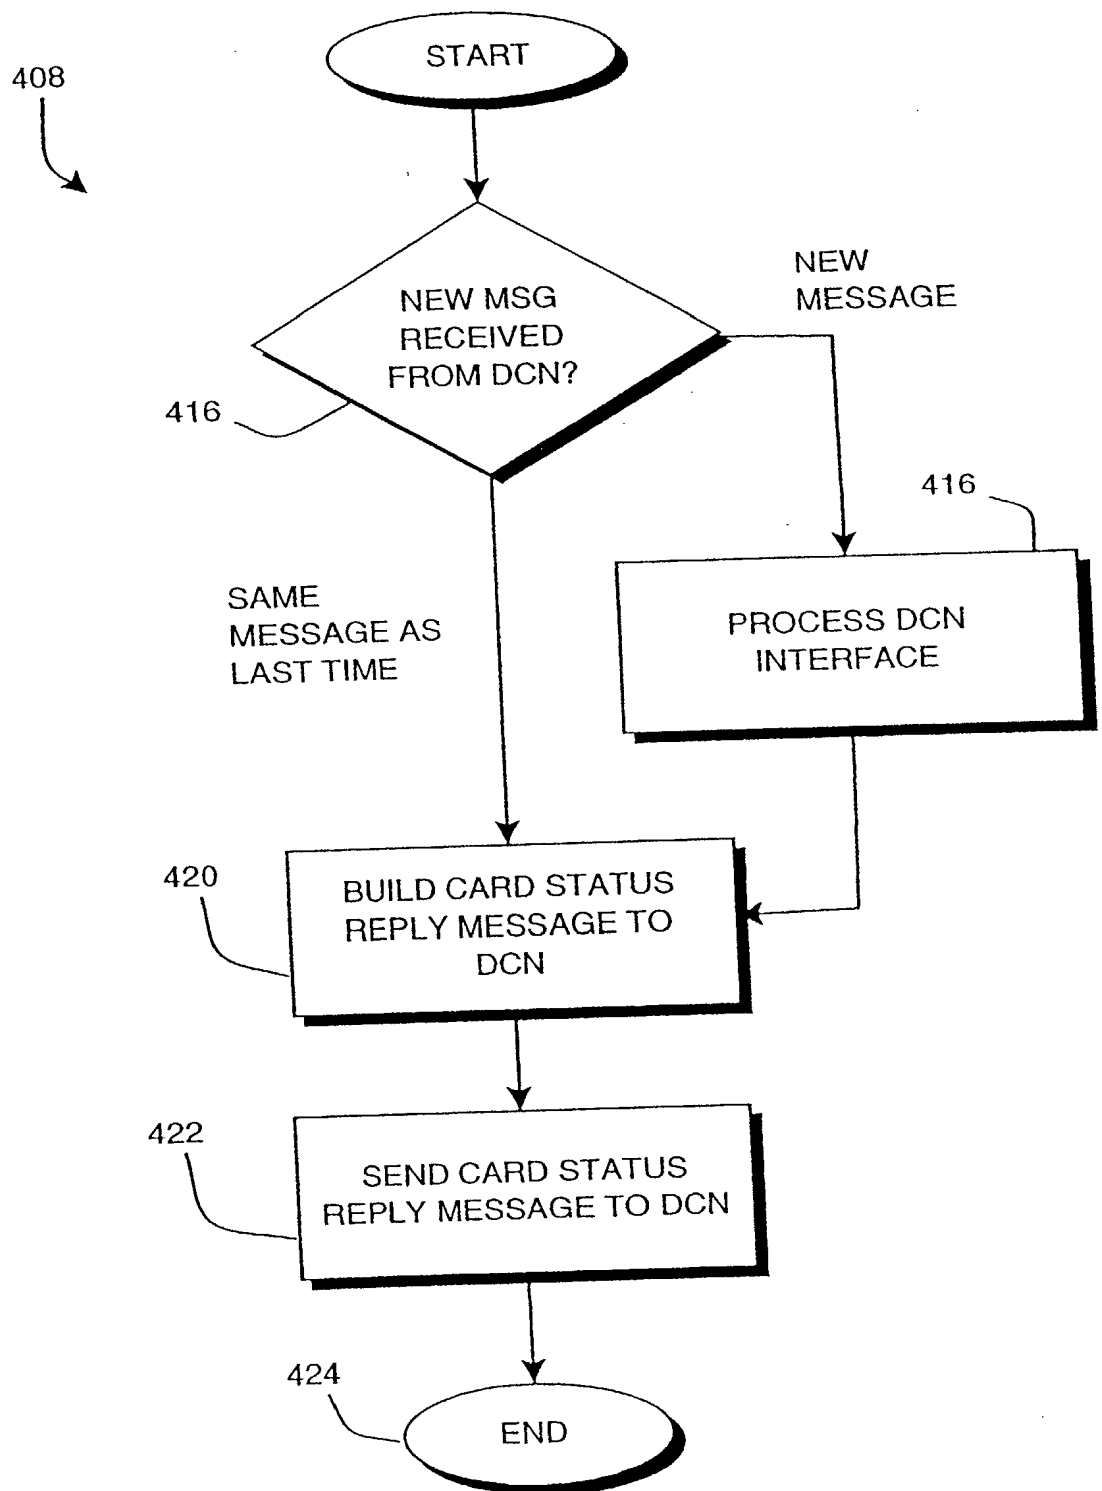 START
408
NEW MSG
RECEIVED
FROM DCN?
NEW
MESSAGE
416
416
SAME
MESSAGE AS
LAST TIME
PROCESS DCN
INTERFACE
420
BUILD CARD STATUS
REPLY MESSAGE TO
DCN
422
SEND CARD STATUS
REPLY MESSAGE TO DCN
424
END